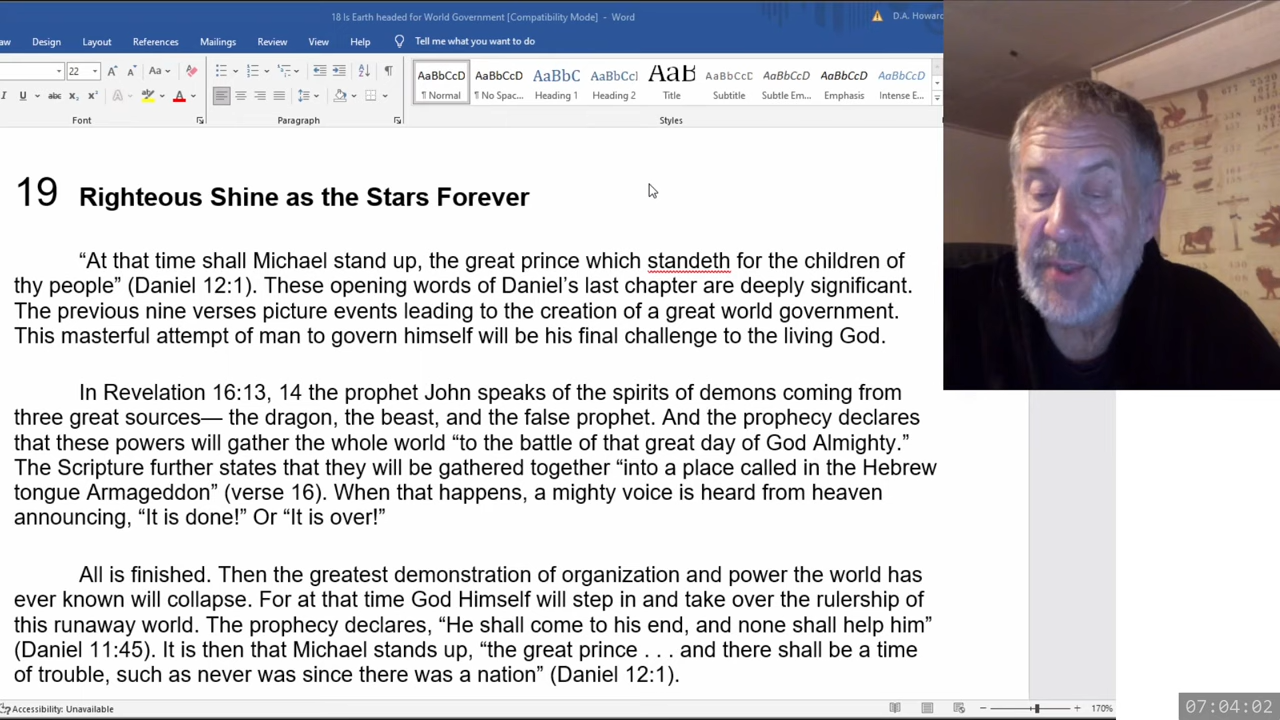 18 Is Earth headed for World Government [Compatibility Mode] - Word
D.A. Howard
aw Design Layout References Mailings Review View Help Tell me what you want to do
22 Aa
AaBbCcD AaBbCcD AaBbC AaBbCcC AaB AaBbCcD AaBbCcD AaBbCcD AaBbCcD
I U abc x₂ x² A A
¶ Normal ¶ No Spac... Heading 1 Heading 2 Title Subtitle Subtle Em... Emphasis Intense E...
Font Paragraph Styles
19 Righteous Shine as the Stars Forever
“At that time shall Michael stand up, the great prince which standeth for the children of
thy people” (Daniel 12:1). These opening words of Daniel’s last chapter are deeply significant.
The previous nine verses picture events leading to the creation of a great world government.
This masterful attempt of man to govern himself will be his final challenge to the living God.
In Revelation 16:13, 14 the prophet John speaks of the spirits of demons coming from
three great sources— the dragon, the beast, and the false prophet. And the prophecy declares
that these powers will gather the whole world “to the battle of that great day of God Almighty.”
The Scripture further states that they will be gathered together “into a place called in the Hebrew
tongue Armageddon” (verse 16). When that happens, a mighty voice is heard from heaven
announcing, “It is done!” Or “It is over!”
All is finished. Then the greatest demonstration of organization and power the world has
ever known will collapse. For at that time God Himself will step in and take over the rulership of
this runaway world. The prophecy declares, “He shall come to his end, and none shall help him”
(Daniel 11:45). It is then that Michael stands up, “the great prince . . . and there shall be a time
of trouble, such as never was since there was a nation” (Daniel 12:1).
Accessibility: Unavailable
170%
07:04:02